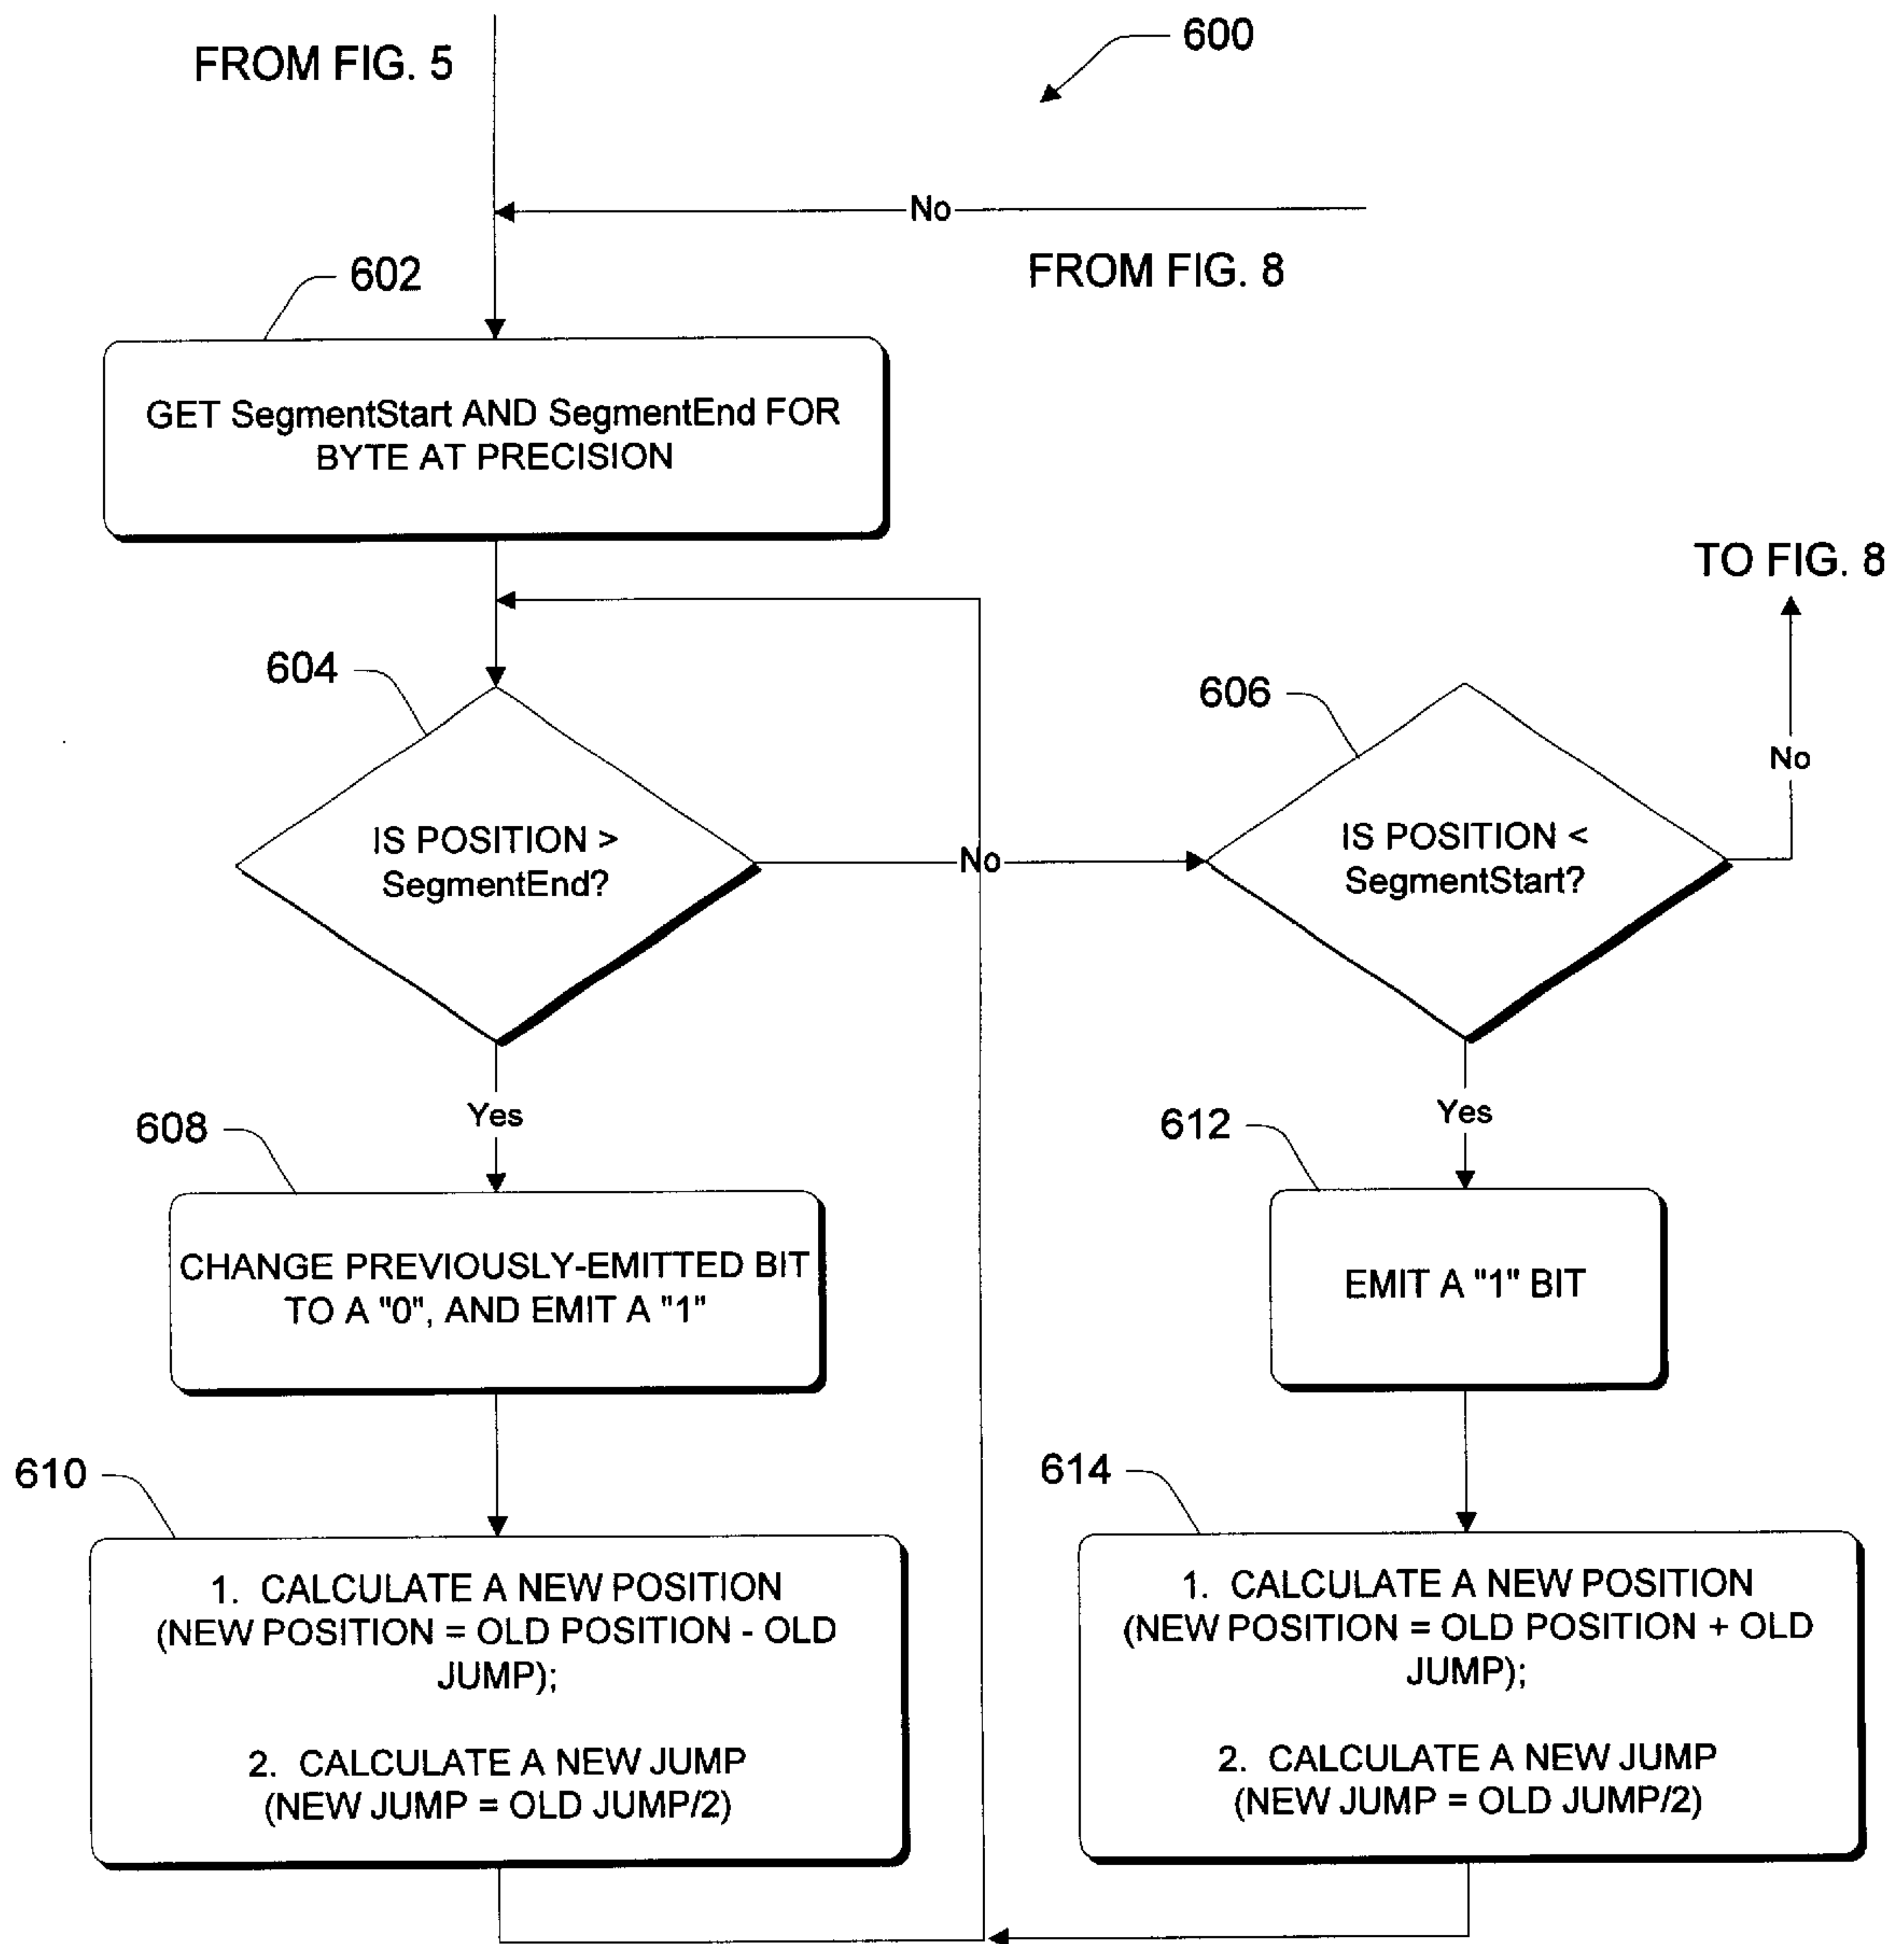 FROM FIG. 5
600
No
FROM FIG. 8
602
GET SegmentStart AND SegmentEnd FOR
BYTE AT PRECISION
TO FIG. 8
604
606
No
IS POSITION >
SegmentEnd?
No
IS POSITION <
SegmentStart?
Yes
Yes
608
612
CHANGE PREVIOUSLY-EMITTED BIT
TO A "0", AND EMIT A "1"
EMIT A "1" BIT
610
614
1. CALCULATE A NEW POSITION
(NEW POSITION = OLD POSITION - OLD
JUMP);
2. CALCULATE A NEW JUMP
(NEW JUMP = OLD JUMP/2)
1. CALCULATE A NEW POSITION
(NEW POSITION = OLD POSITION + OLD
JUMP);
2. CALCULATE A NEW JUMP
(NEW JUMP = OLD JUMP/2)